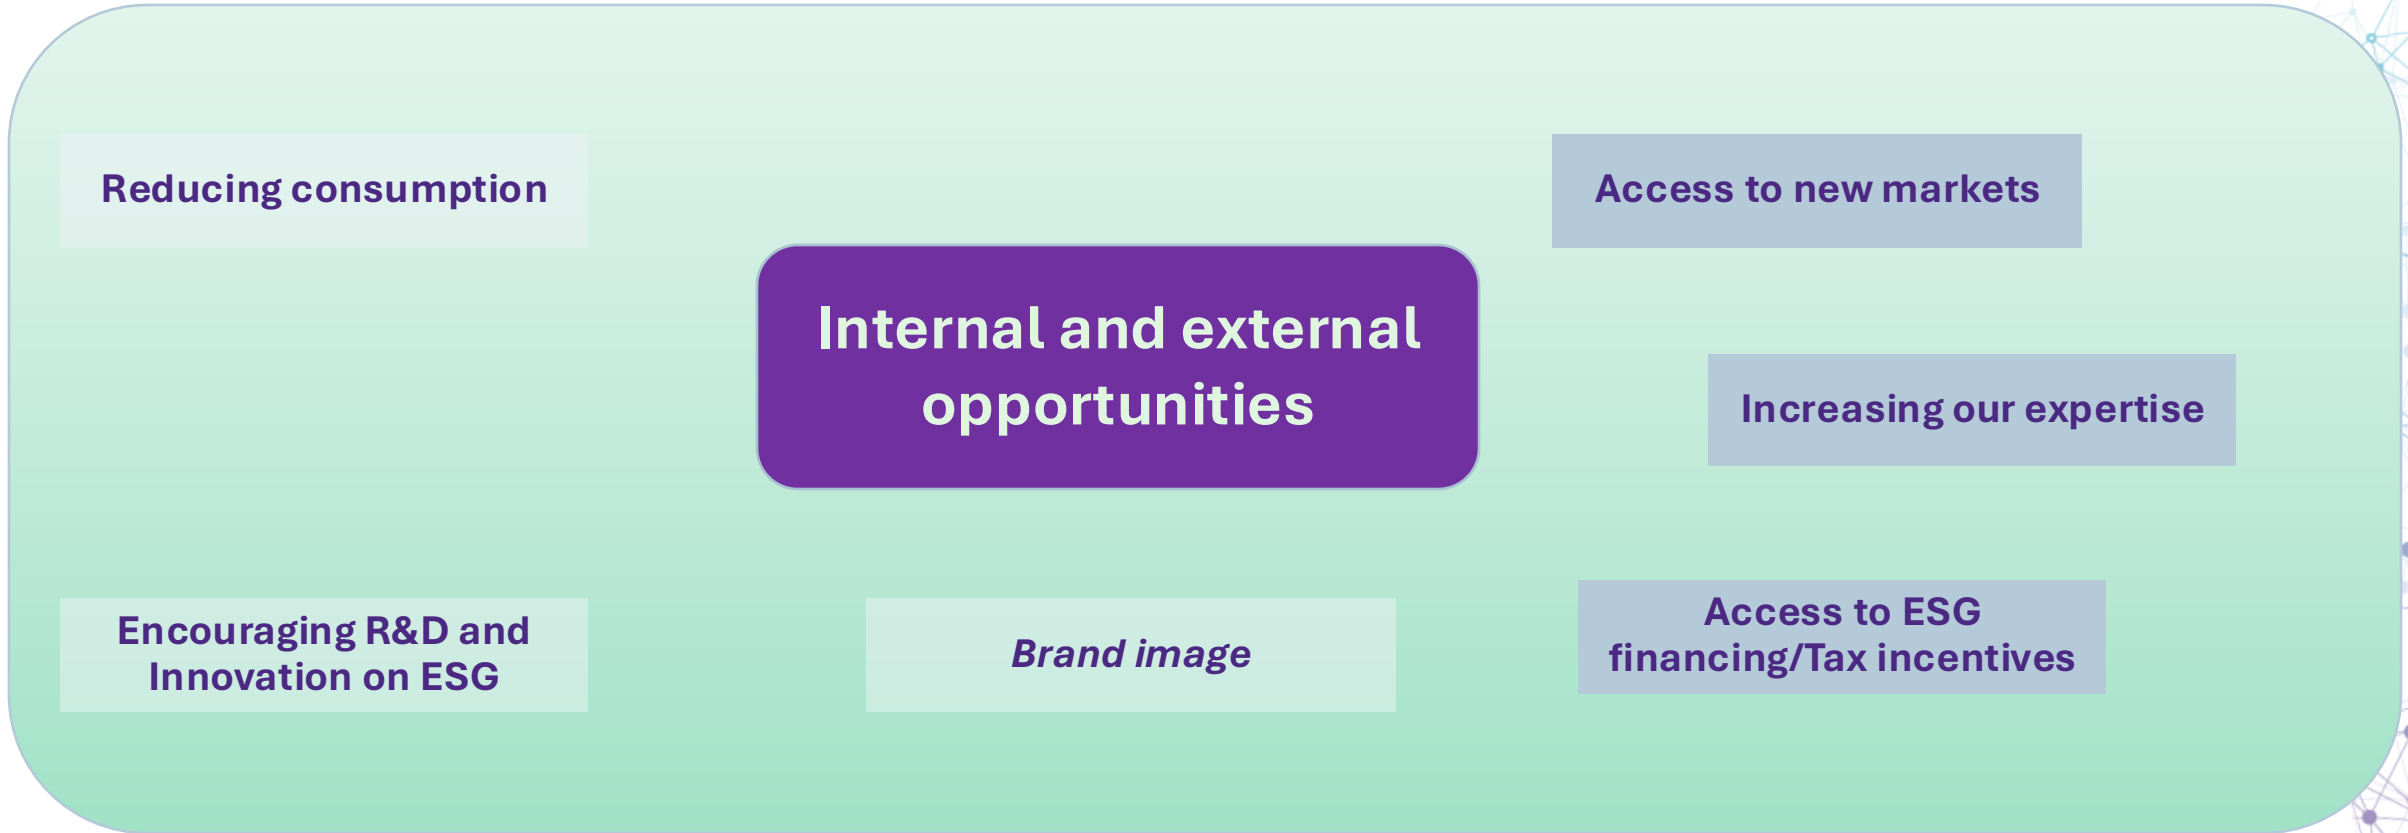 Reducing consumption
Access to new markets
Internal and external
opportunities
Increasing our expertise
Encouraging R&D and
Innovation on ESG
Brand image
Access to ESG
financing/Tax incentives